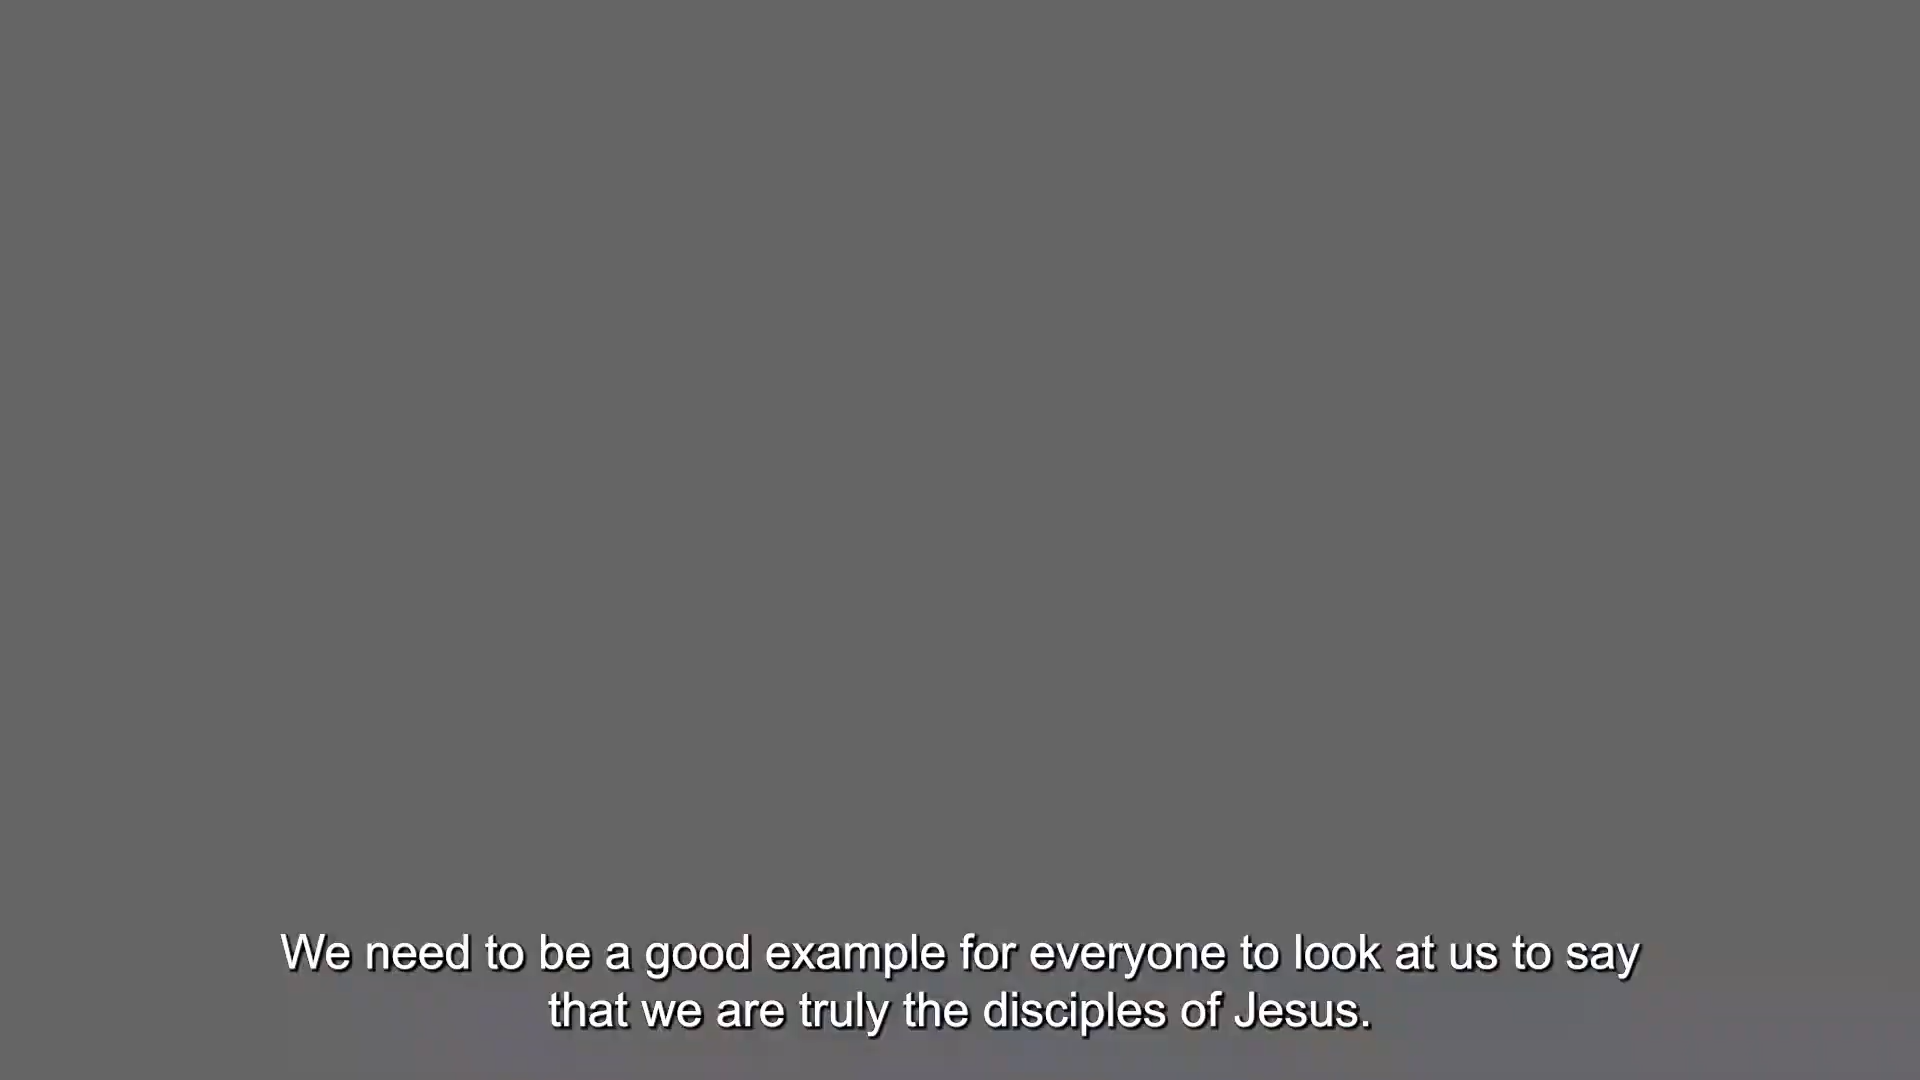 We need to be a good example for everyone to look at us to say
that we are truly the disciples of Jesus.